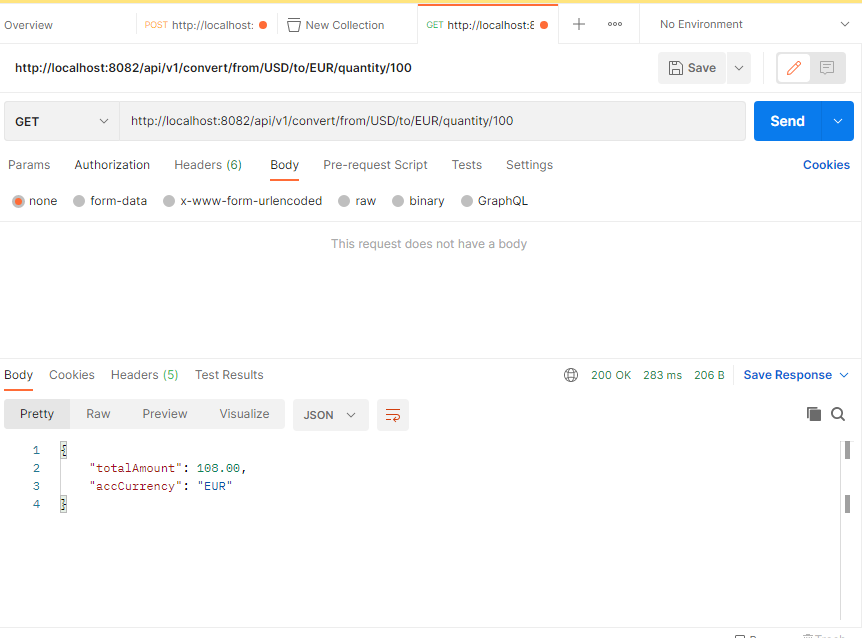 Overview
POST http://localhost:
New Collection
GET http://localhost:8
No Environment
http://localhost:8082/api/v1/convert/from/USD/to/EUR/quantity/100
Save
GET
http://localhost:8082/api/v1/convert/from/USD/to/EUR/quantity/100
Send
Params Authorization Headers (6) Body Pre-request Script Tests Settings Cookies
none form-data x-www-form-urlencoded raw binary GraphQL
This request does not have a body
Body Cookies Headers (5) Test Results 200 OK 283 ms 206 B Save Response
Pretty Raw Preview Visualize JSON
1 {
2 "totalAmount": 108.00,
3 "accCurrency": "EUR"
4 }